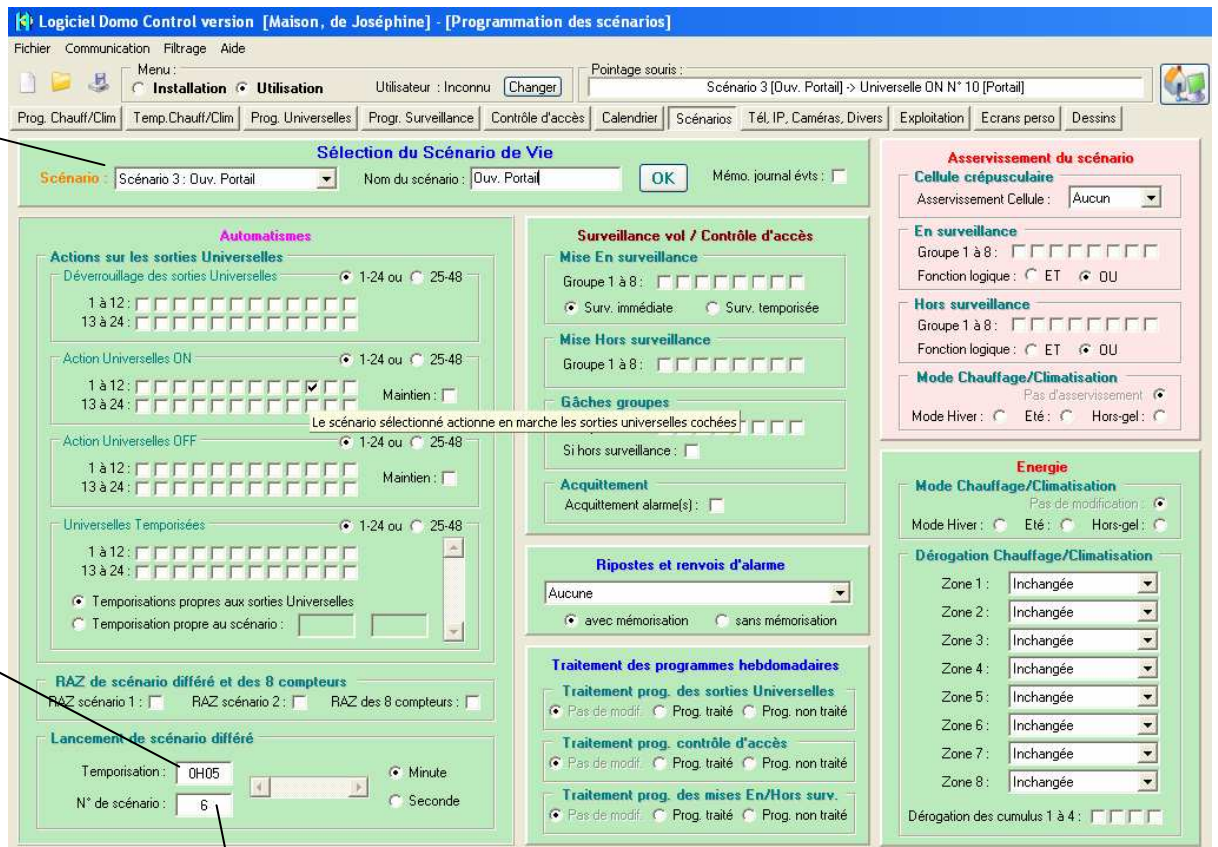 Logiciel Domo Control version [Maison, de Joséphine] - [Programmation des scénarios]
Fichier Communication Filtrage Aide
Menu :
Installation Utilisation
Utilisateur : Inconnu
Changer
Pointage souris :
Scénario 3 [Ouv. Portail] -> Universelle ON N° 10 [Portail]
Prog. Chauff/Clim Temp.Chauff/Clim Prog. Universelles Progr. Surveillance Contrôle d'accès Calendrier Scénarios Tél, IP, Caméras, Divers Exploitation Ecrans perso Dessins
Sélection du Scénario de Vie
Scénario : Scénario 3 : Ouv. Portail Nom du scénario : Ouv. Portail OK Mémo. journal évts :
Automatismes
Actions sur les sorties Universelles
Déverrouillage des sorties Universelles 1-24 ou 25-48
1 à 12 :
13 à 24 :
Action Universelles ON 1-24 ou 25-48
1 à 12 :
13 à 24 :
Maintien :
Le scénario sélectionné actionne en marche les sorties universelles cochées
Action Universelles OFF 1-24 ou 25-48
1 à 12 :
13 à 24 :
Maintien :
Universelles Temporisées 1-24 ou 25-48
1 à 12 :
13 à 24 :
Temporisations propres aux sorties Universelles
Temporisation propre au scénario :
RAZ de scénario différé et des 8 compteurs
RAZ scénario 1 : RAZ scénario 2 : RAZ des 8 compteurs :
Lancement de scénario différé
Temporisation : 0H05 Minute
N° de scénario : 6 Seconde
Surveillance vol / Contrôle d'accès
Mise En surveillance
Groupe 1 à 8 :
Surv. immédiate Surv. temporisée
Mise Hors surveillance
Groupe 1 à 8 :
Gâches groupes
Si hors surveillance :
Acquittement
Acquittement alarme(s) :
Ripostes et renvois d'alarme
Aucune
avec mémorisation sans mémorisation
Traitement des programmes hebdomadaires
Traitement prog. des sorties Universelles
Pas de modif. Prog. traité Prog. non traité
Traitement prog. contrôle d'accès
Pas de modif. Prog. traité Prog. non traité
Traitement prog. des mises En/Hors surv.
Pas de modif. Prog. traité Prog. non traité
Asservissement du scénario
Cellule crépusculaire
Asservissement Cellule : Aucun
En surveillance
Groupe 1 à 8 :
Fonction logique : ET OU
Hors surveillance
Groupe 1 à 8 :
Fonction logique : ET OU
Mode Chauffage/Climatisation
Pas d'asservissement
Mode Hiver : Eté : Hors-gel :
Energie
Mode Chauffage/Climatisation
Pas de modification :
Mode Hiver : Eté : Hors-gel :
Dérogation Chauffage/Climatisation
Zone 1 : Inchangée
Zone 2 : Inchangée
Zone 3 : Inchangée
Zone 4 : Inchangée
Zone 5 : Inchangée
Zone 6 : Inchangée
Zone 7 : Inchangée
Zone 8 : Inchangée
Dérogation des cumulus 1 à 4 :